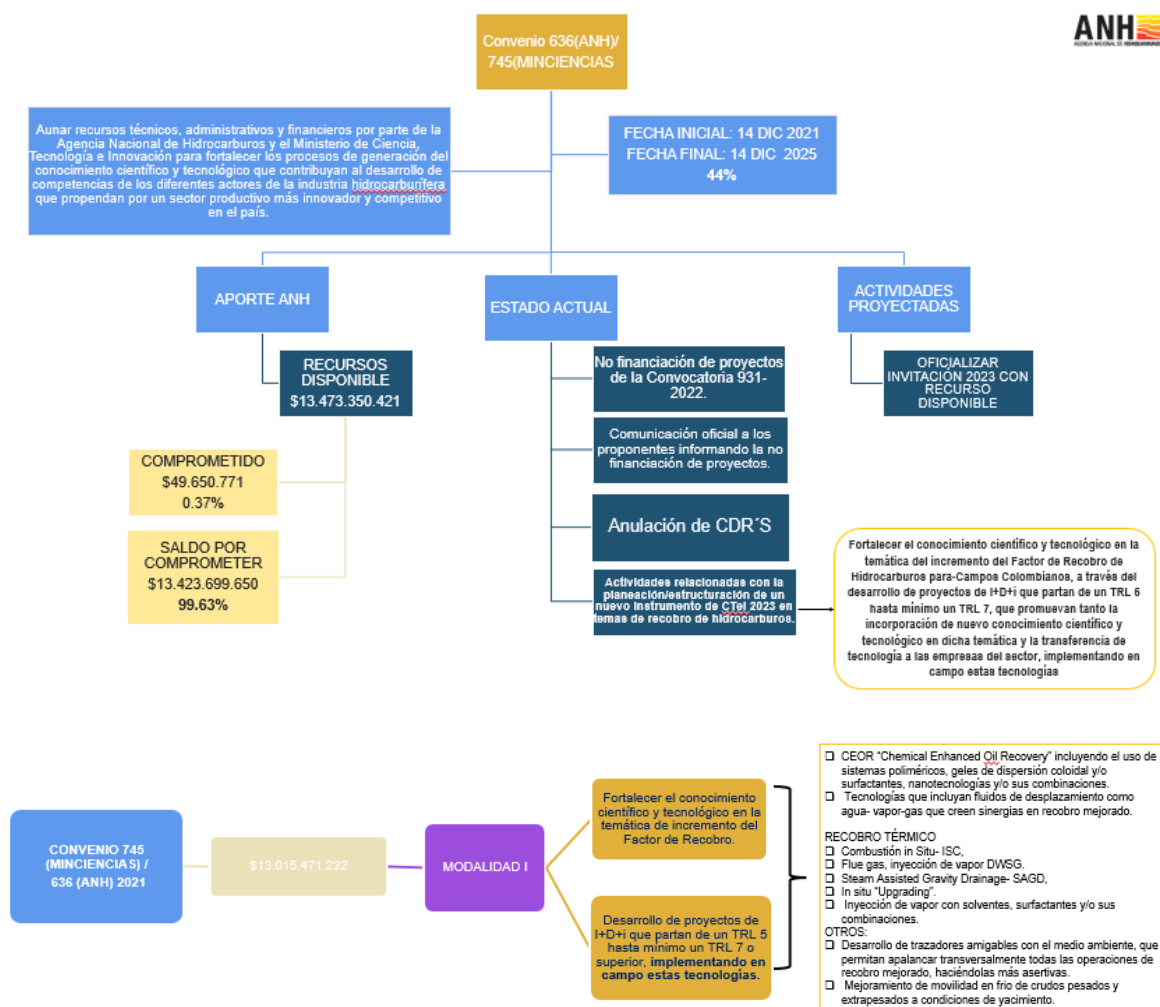 Convenio 636(ANH)/
745(MINCIENCIAS
ANH
AGENCIA NACIONAL DE HIDROCARBUROS
Aunar recursos técnicos, administrativos y financieros por parte de la
Agencia Nacional de Hidrocarburos y el Ministerio de Ciencia,
Tecnología e Innovación para fortalecer los procesos de generación del
conocimiento científico y tecnológico que contribuyan al desarrollo de
competencias de los diferentes actores de la industria hidrocarburífera
que propendan por un sector productivo más innovador y competitivo
en el país.
FECHA INICIAL: 14 DIC 2021
FECHA FINAL: 14 DIC 2025
44%
APORTE ANH
RECURSOS
DISPONIBLE
$13.473.350.421
COMPROMETIDO
$49.650.771
0.37%
SALDO POR
COMPROMETER
$13.423.699.650
99.63%
ESTADO ACTUAL
No financiación de proyectos
de la Convocatoria 931-
2022.
Comunicación oficial a los
proponentes informando la no
financiación de proyectos.
Anulación de CDR´S
Actividades relacionadas con la
planeación/estructuración de un
nuevo instrumento de CTeI 2023 en
temas de recobro de hidrocarburos.
ACTIVIDADES
PROYECTADAS
OFICIALIZAR
INVITACIÓN 2023 CON
RECURSO
DISPONIBLE
Fortalecer el conocimiento científico y tecnológico en la
temática del incremento del Factor de Recobro de
Hidrocarburos para-Campos Colombianos, a través del
desarrollo de proyectos de I+D+i que partan de un TRL 6
hasta mínimo un TRL 7, que promuevan tanto la
incorporación de nuevo conocimiento científico y
tecnológico en dicha temática y la transferencia de
tecnología a las empresas del sector, implementando en
campo estas tecnologías
CONVENIO 745
(MINCIENCIAS) /
636 (ANH) 2021
$13.015.471.222
MODALIDAD I
Fortalecer el conocimiento
científico y tecnológico en la
temática de incremento del
Factor de Recobro.
Desarrollo de proyectos de
I+D+i que partan de un TRL 5
hasta mínimo un TRL 7 o
superior, implementando en
campo estas tecnologías.
❑ CEOR “Chemical Enhanced Oil Recovery” incluyendo el uso de
sistemas poliméricos, geles de dispersión coloidal y/o
surfactantes, nanotecnologías y/o sus combinaciones.
❑ Tecnologías que incluyan fluidos de desplazamiento como
agua- vapor-gas que creen sinergias en recobro mejorado.
RECOBRO TÉRMICO
❑ Combustión in Situ- ISC,
❑ Flue gas, inyección de vapor DWSG.
❑ Steam Assisted Gravity Drainage- SAGD,
❑ In situ “Upgrading”.
❑ Inyección de vapor con solventes, surfactantes y/o sus
combinaciones.
OTROS:
❑ Desarrollo de trazadores amigables con el medio ambiente, que
permitan apalancar transversalmente todas las operaciones de
recobro mejorado, haciéndolas más asertivas.
❑ Mejoramiento de movilidad en frio de crudos pesados y
extrapesados a condiciones de yacimiento.